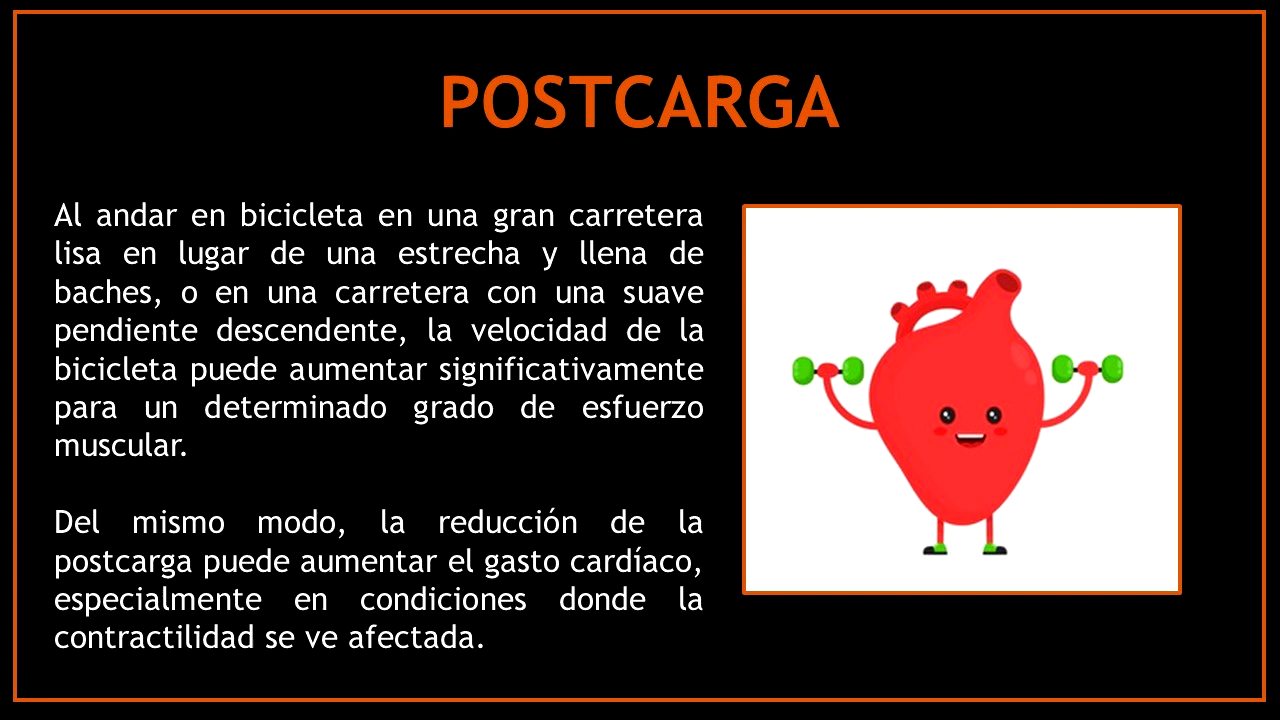 POSTCARGA
Al andar en bicicleta en una gran carretera
lisa en lugar de una estrecha y llena de
baches, o en una carretera con una suave
pendiente descendente, la velocidad de la
bicicleta puede aumentar significativamente
para un determinado grado de esfuerzo
muscular.
Del mismo modo, la reducción de la
postcarga puede aumentar el gasto cardíaco,
especialmente en condiciones donde la
contractilidad se ve afectada.